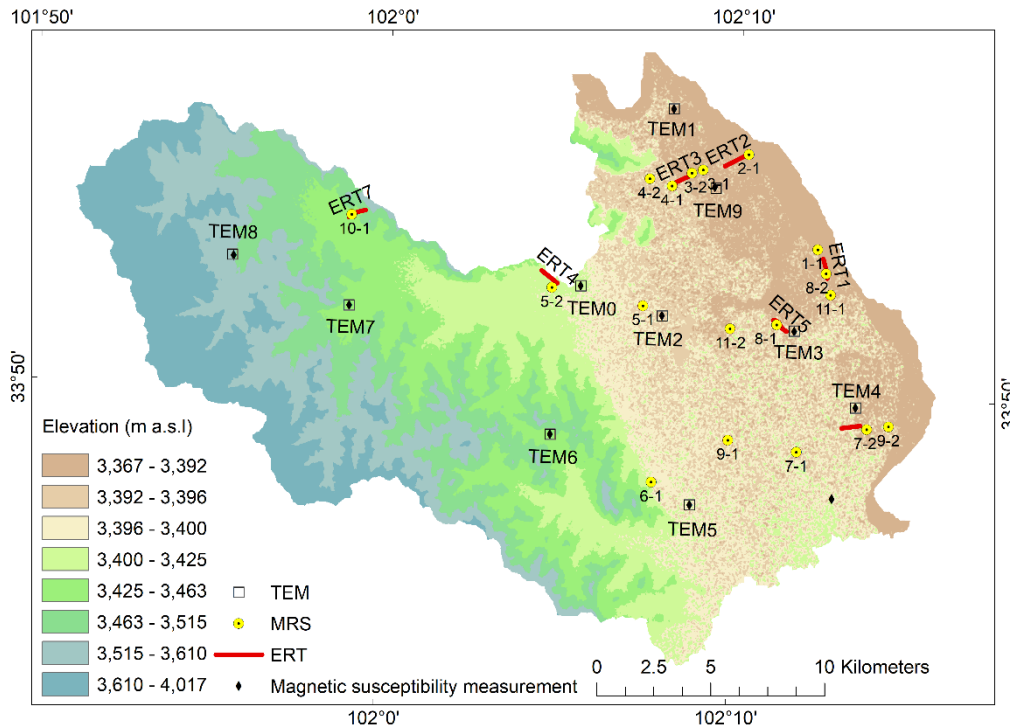 101°50' 102°0' 102°10'
TEM1
ERT2
ERT3
2-1
4-2
3-2
3-1
4-1
TEM9
ERT7
10-1
TEM8
1-1
ERT1
8-2
ERT4
5-2
TEM0
11-1
TEM7
5-1
TEM2
ERT5
11-2
8-1
TEM3
33°50'
33°50'
TEM4
7-2
9-2
TEM6
9-1
7-1
6-1
TEM5
Elevation (m a.s.l)
3,367 - 3,392
3,392 - 3,396
3,396 - 3,400
3,400 - 3,425
3,425 - 3,463
3,463 - 3,515
3,515 - 3,610
3,610 - 4,017
TEM
MRS
ERT
Magnetic susceptibility measurement
0 2.5 5 10 Kilometers
102°0' 102°10'